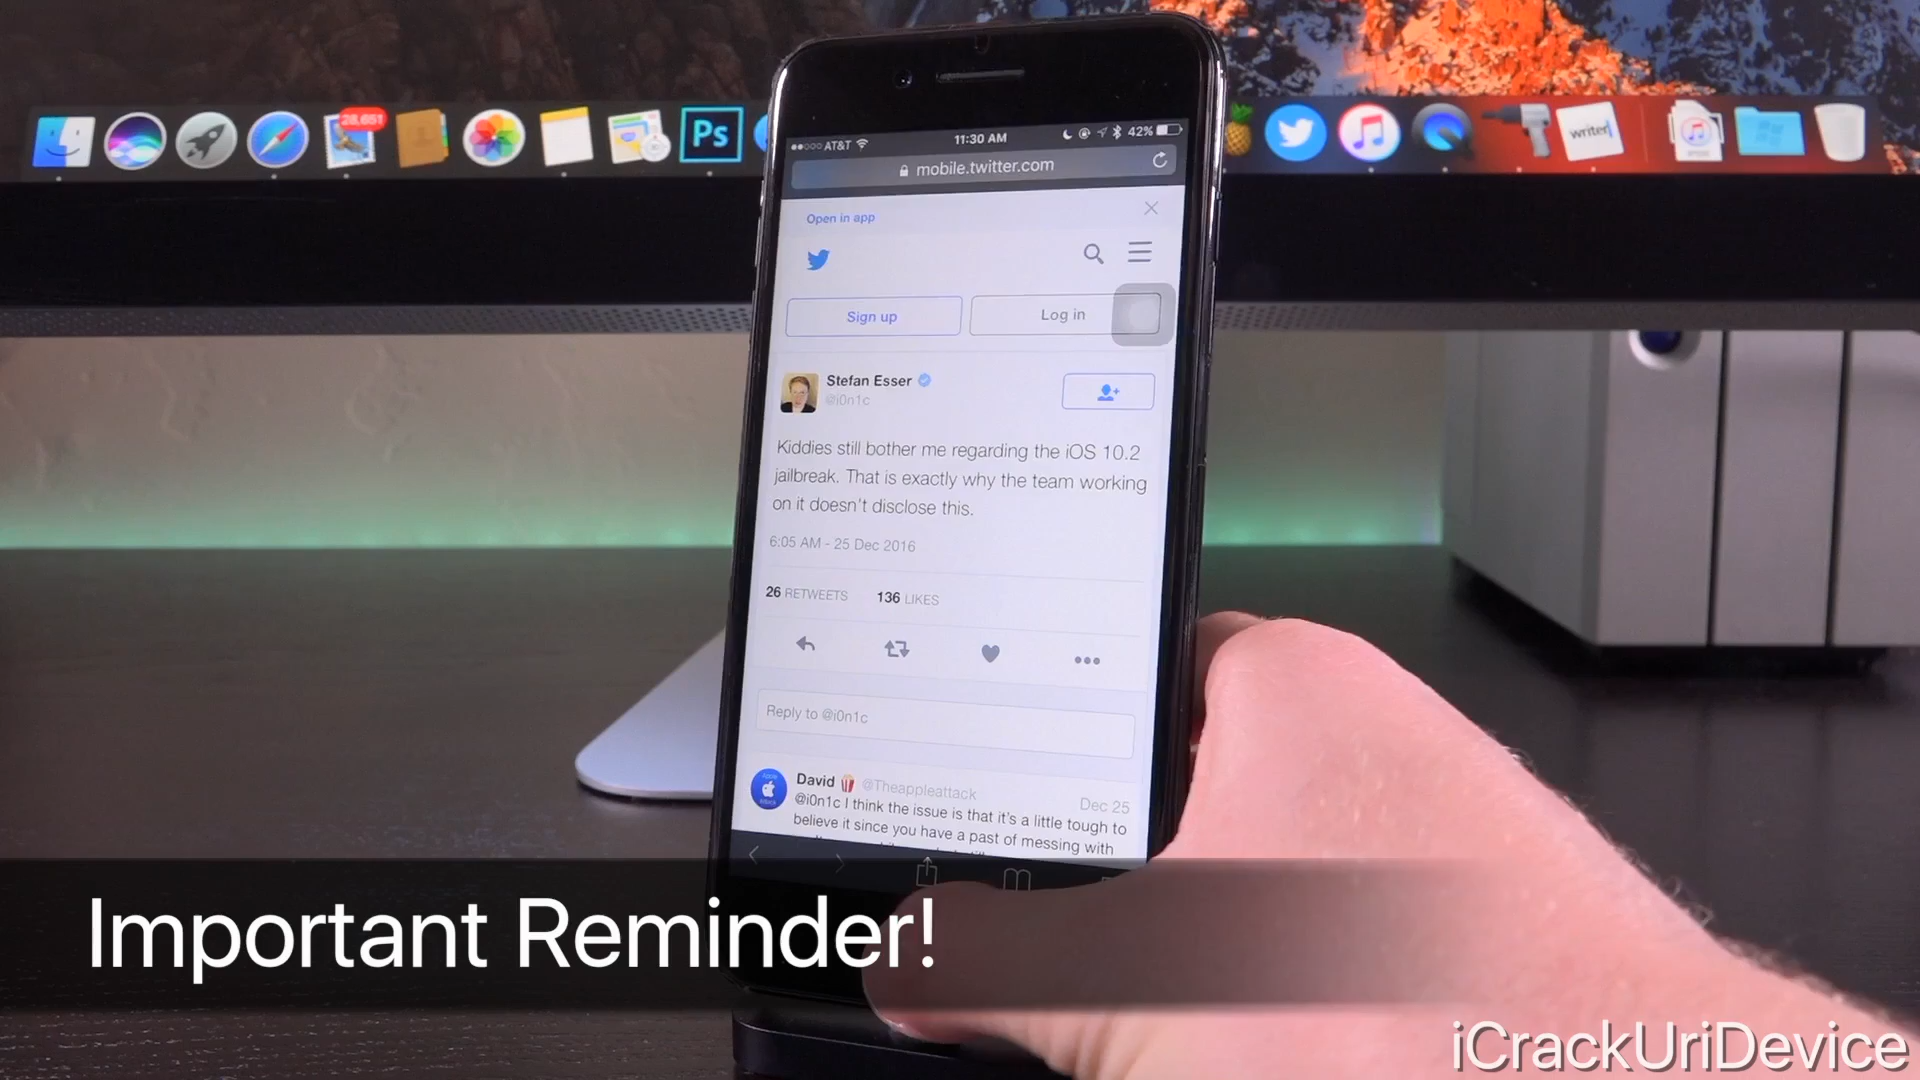 28,651
Ps
writer
AT&T
11:30 AM
42%
mobile.twitter.com
Open in app
Sign up
Log in
Stefan Esser
@i0n1c
Kiddies still bother me regarding the iOS 10.2
jailbreak. That is exactly why the team working
on it doesn't disclose this.
6:05 AM - 25 Dec 2016
26 RETWEETS 136 LIKES
Reply to @i0n1c
David @Theappleattack
Dec 25
@i0n1c I think the issue is that it's a little tough to
believe it since you have a past of messing with
Important Reminder!
iCrackUriDevice